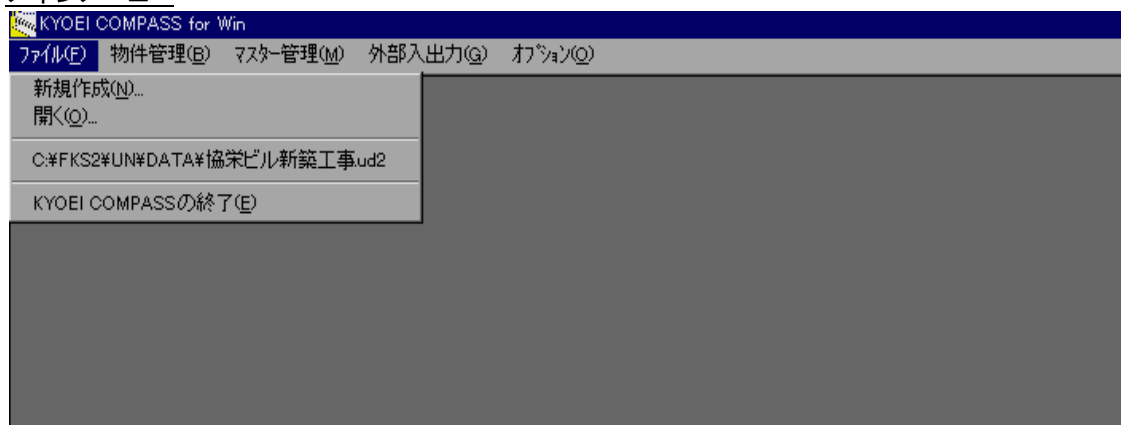 KYOEI COMPASS for Win
ﾌｧｲﾙ(F) 物件管理(B) ﾏｽﾀｰ管理(M) 外部入出力(G) ｵﾌﾟｼｮﾝ(O)
新規作成(N)...
開く(O)...
C:¥FKS2¥UN¥DATA¥協栄ビル新築工事.ud2
KYOEI COMPASSの終了(E)